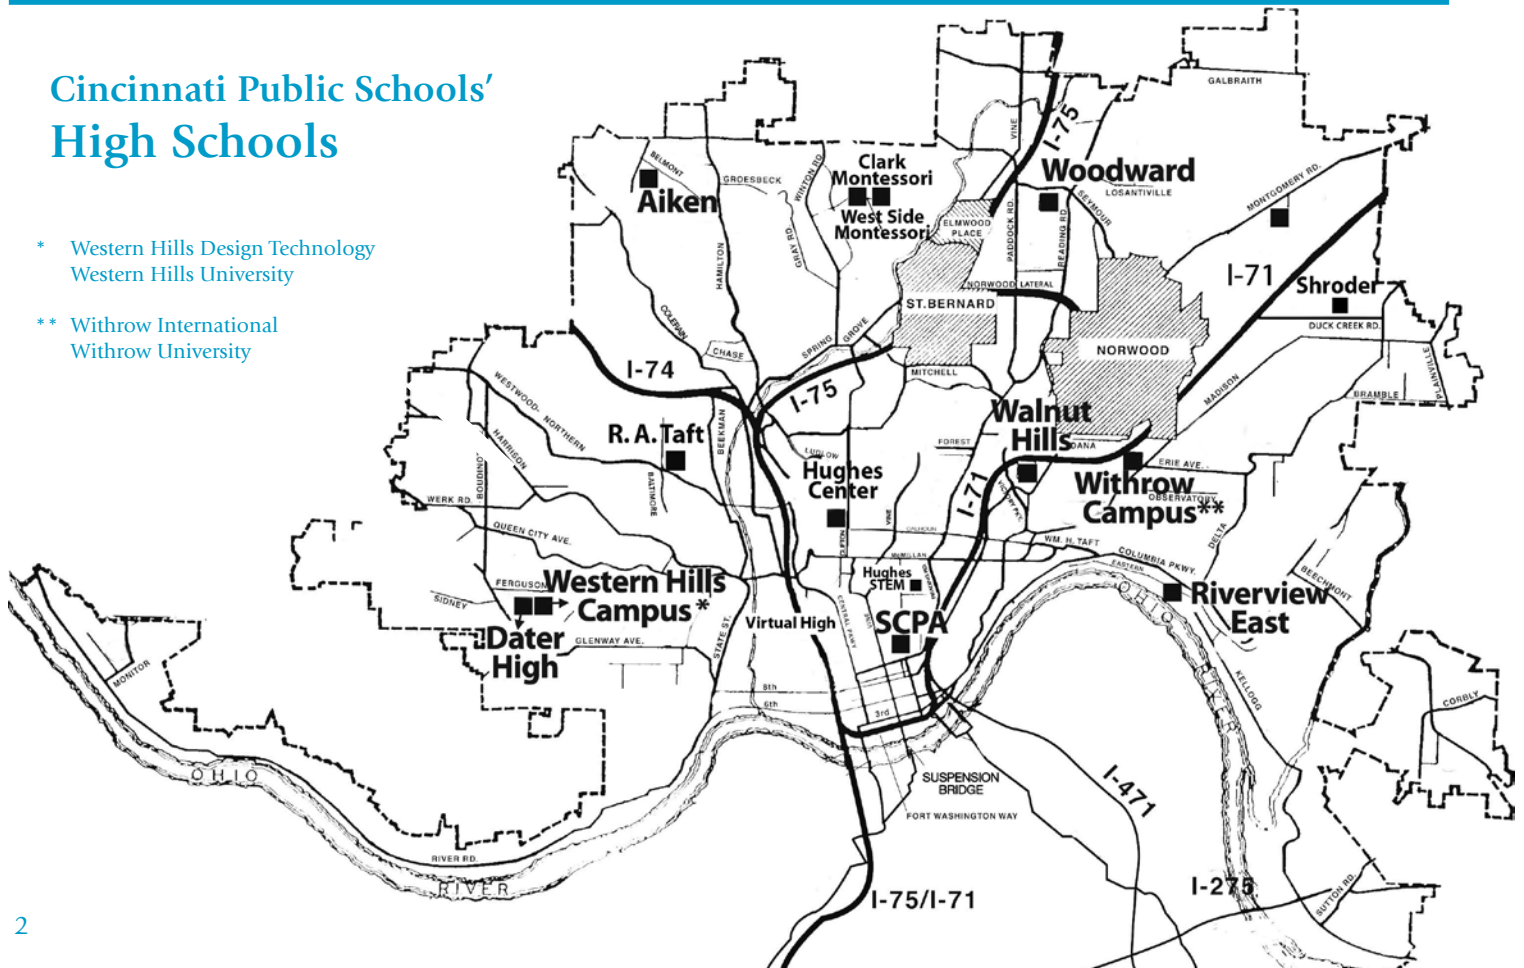 Cincinnati Public Schools’
High Schools
* Western Hills Design Technology
Western Hills University
** Withrow International
Withrow University
GALBRAITH
I-75
VINE
Woodward
LOSANTIVILLE
SEYMOUR
MONTGOMERY RD.
Clark
Montessori
West Side
Montessori
WINTON RD
GRAY RD.
BELMONT
GROESBECK
Aiken
HAMILTON
ELMWOOD
PLACE
PADDOCK RD.
READING RD
NORWOOD LATERAL
ST.BERNARD
I-71
Shroder
DUCK CREEK RD.
COLERAIN
CHASE
SPRING GROVE
NORWOOD
MITCHELL
I-74
I-75
MADISON
PLAINVILLE
BRAMBLE
WESTWOOD-NORTHERN
HARRISON
BEEKMAN
R. A. Taft
LUDLOW
Walnut
Hills
DANA
FOREST
ERIE AVE.
Hughes
Center
I-71
VICTORY PKY.
Withrow
Campus**
OBSERVATORY
BOUDINOT
WERK RD.
BALTIMORE
QUEEN CITY AVE.
VINE
CALHOUN
CLIFTON
WM. H. TAFT
DELTA
McMILLAN
COLUMBIA PKWY.
EASTERN
BEECHMONT
Hughes
STEM
FERGUSON
Western Hills
Campus *
SIDNEY
Dater
High
GLENWAY AVE.
STATE ST.
Virtual High
CENTRAL PKWY
SCPA
OHIO
Riverview
East
MONITOR
8th
6th
3rd
KELLOGG
CORBLY
OHIO
SUSPENSION
BRIDGE
FORT WASHINGTON WAY
I-471
RIVER RD.
RIVER
I-75/I-71
I-275
SUTTON RD.
2